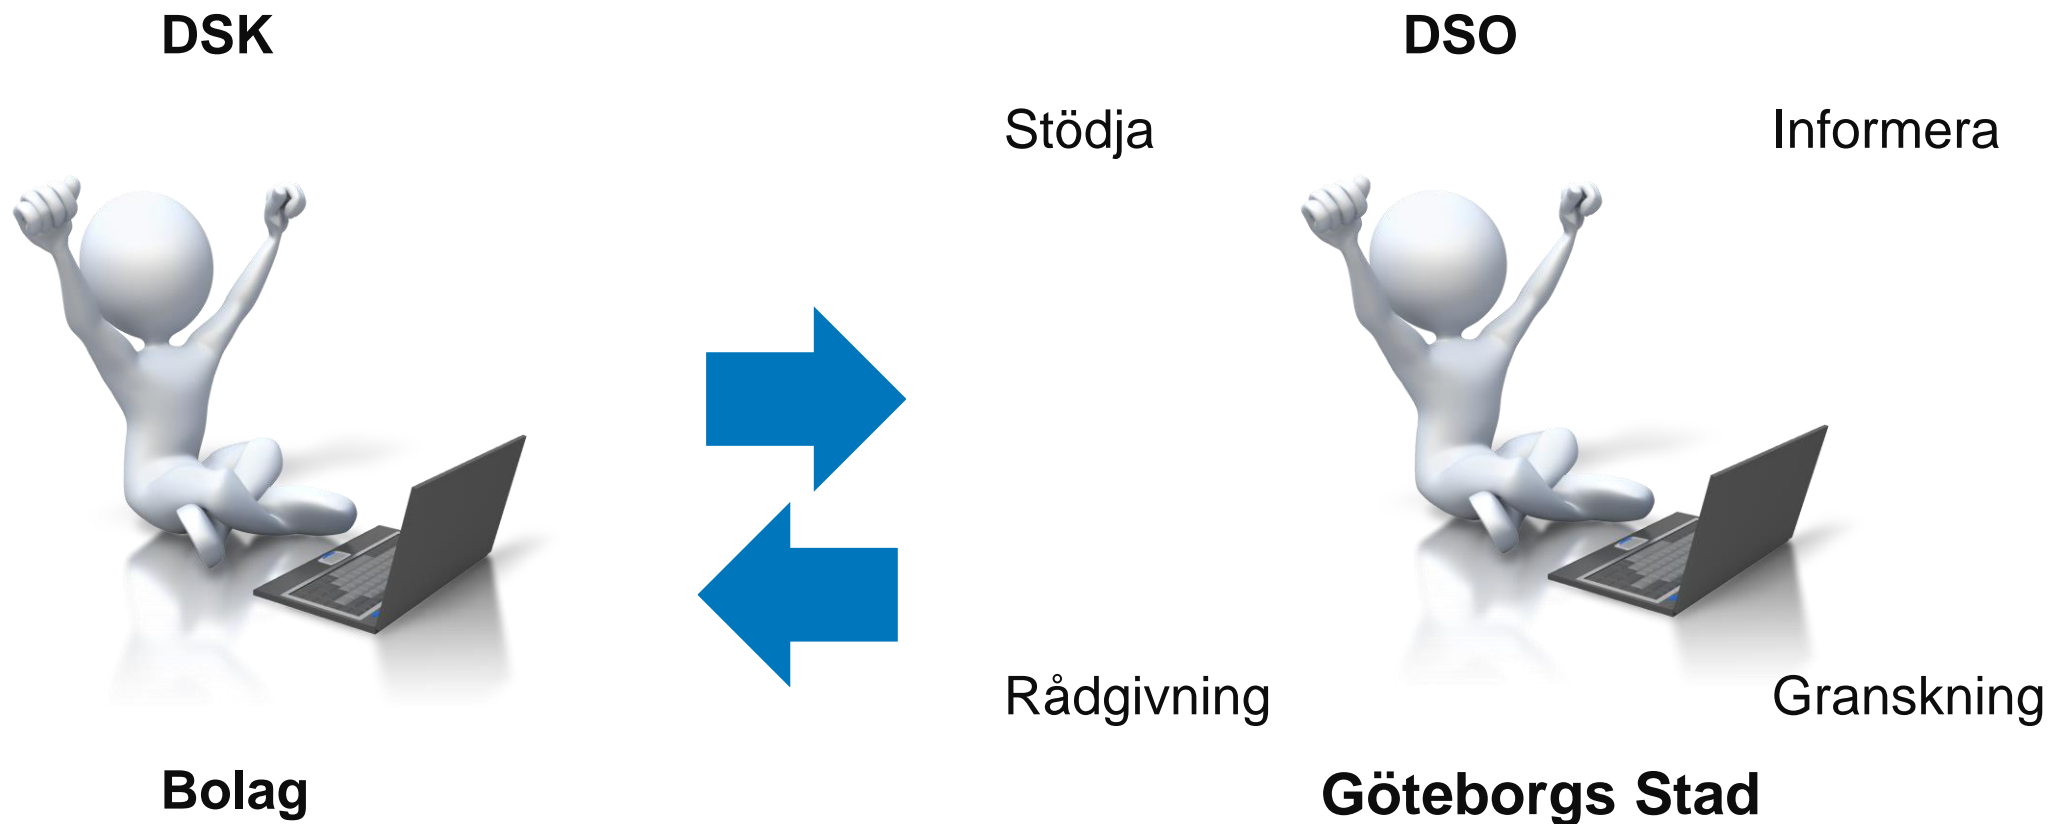 DSK
DSO
Stödja
Informera
Rådgivning
Granskning
Bolag
Göteborgs Stad